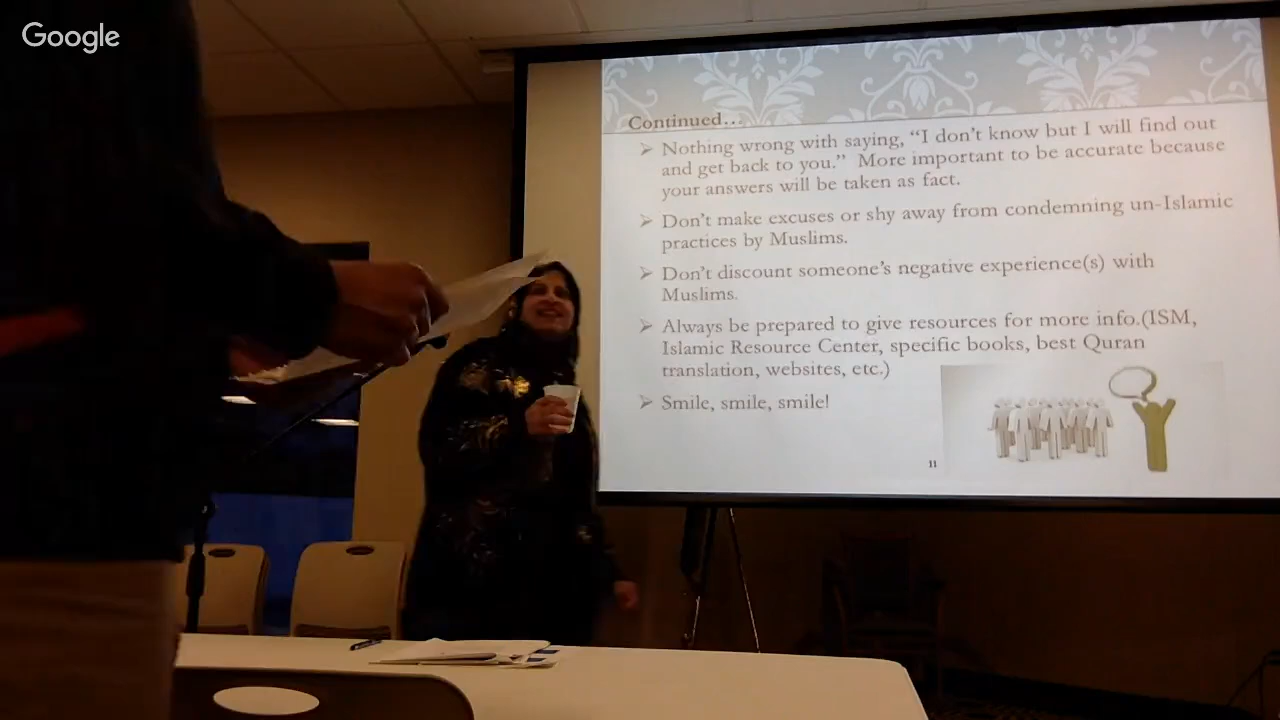 Google
Continued…
➢ Nothing wrong with saying, “I don’t know but I will find out
and get back to you.”  More important to be accurate because
your answers will be taken as fact.
➢ Don’t make excuses or shy away from condemning un-Islamic
practices by Muslims.
➢ Don’t discount someone’s negative experience(s) with
Muslims.
➢ Always be prepared to give resources for more info.(ISM,
Islamic Resource Center, specific books, best Quran
translation, websites, etc.)
➢ Smile, smile, smile!
11